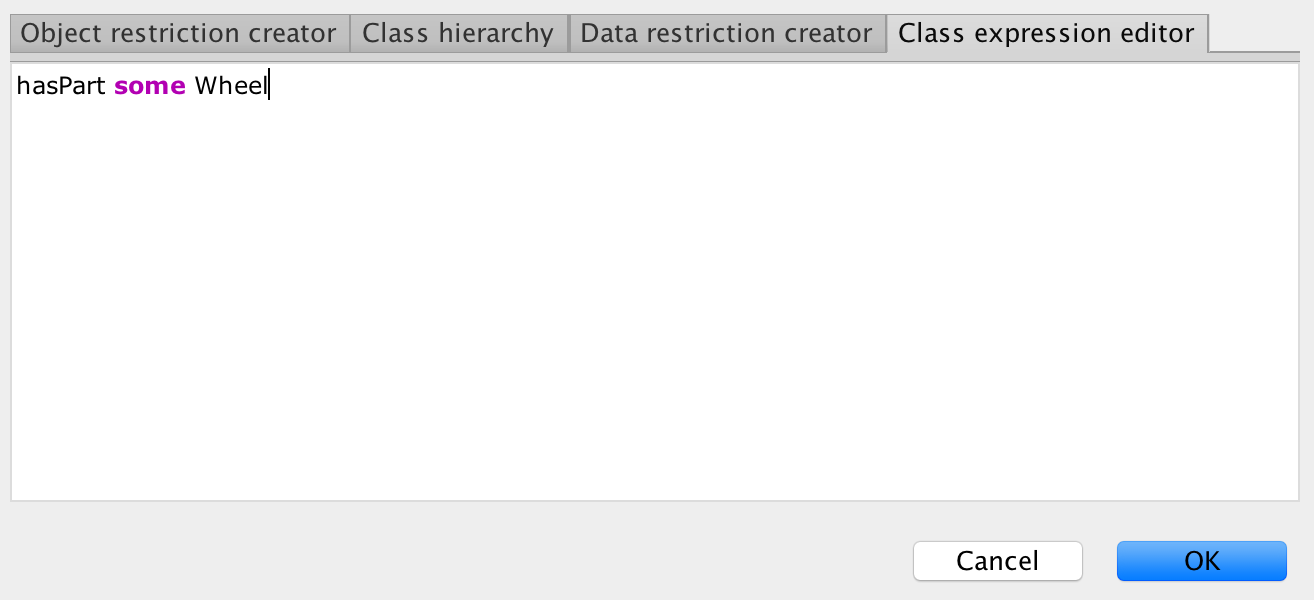 Object restriction creator Class hierarchy Data restriction creator Class expression editor
hasPart some Wheel
Cancel OK